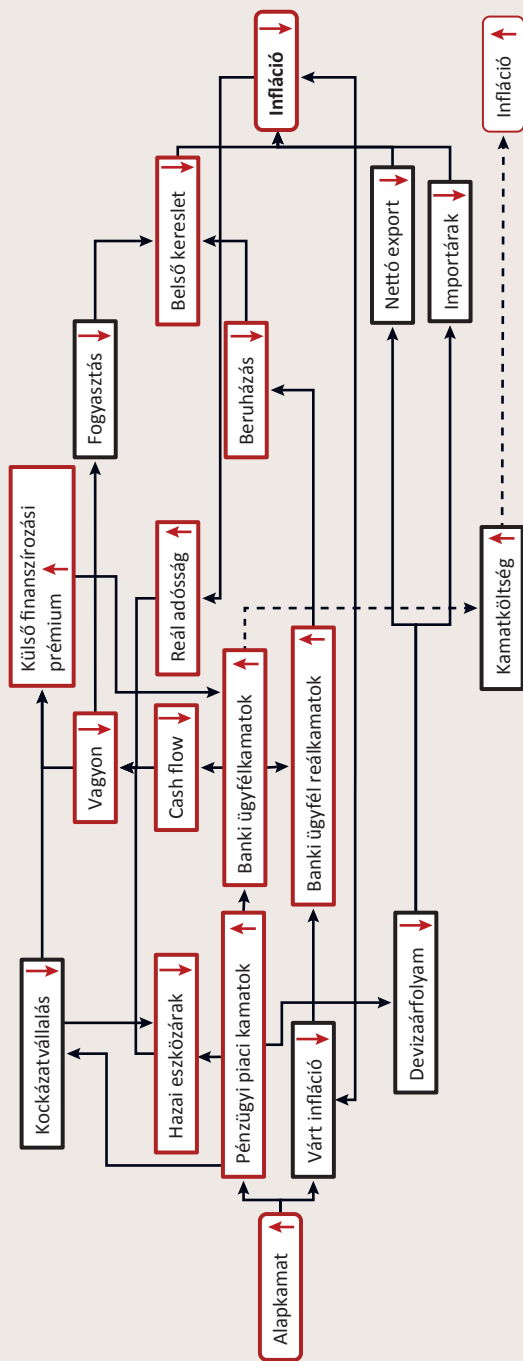 Alapkamat
Kockázatvállalás
Hazai eszközárak
Pénzügyi piaci kamatok
Várt infláció
Devizaárfolyam
Külső finanszírozási
prémium
Vagyon
Cash flow
Banki ügyfélkamatok
Banki ügyfél reálkamatok
Reál adósság
Kamatköltség
Fogyasztás
Beruházás
Belső kereslet
Nettó export
Importárak
Infláció
Infláció